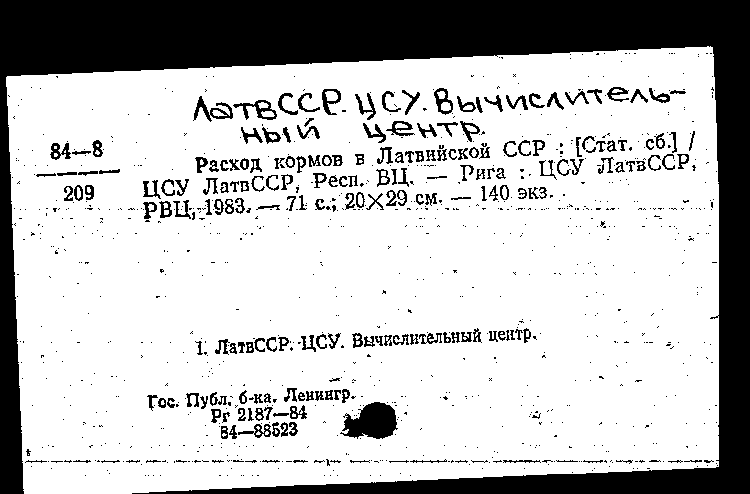 ЛатвССР. ЦСУ. Вычислитель-
ный центр.
84—8
209
Расход кормов в Латвийской ССР : [Стат. сб.] /
ЦСУ ЛатвССР, Респ. ВЦ. — Рига : ЦСУ ЛатвССР,
РВЦ, 1983. — 71 с.; 20×29 см. — 140 экз.
I. ЛатвССР. ЦСУ. Вычислительный центр.
Гос. Публ. б-ка. Ленингр.
Рг 2187—84
84—88523